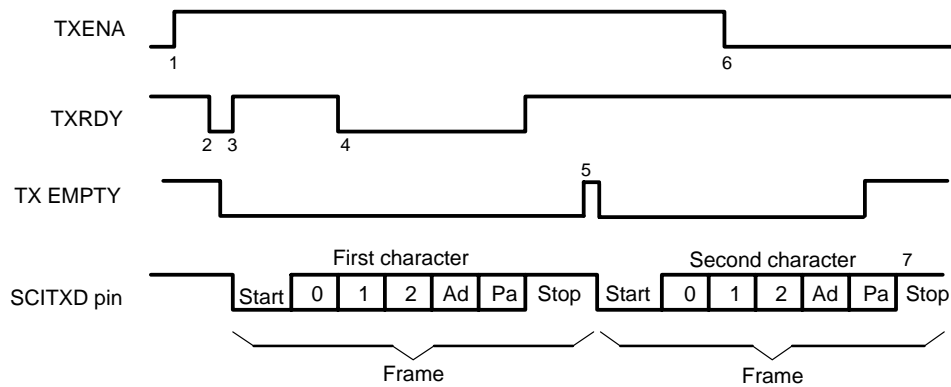 TXENA
1
6
TXRDY
2 3
4
TX EMPTY
5
First character
Second character
7
SCITXD pin
Start 0 1 2 Ad Pa Stop Start 0 1 2 Ad Pa Stop
Frame
Frame